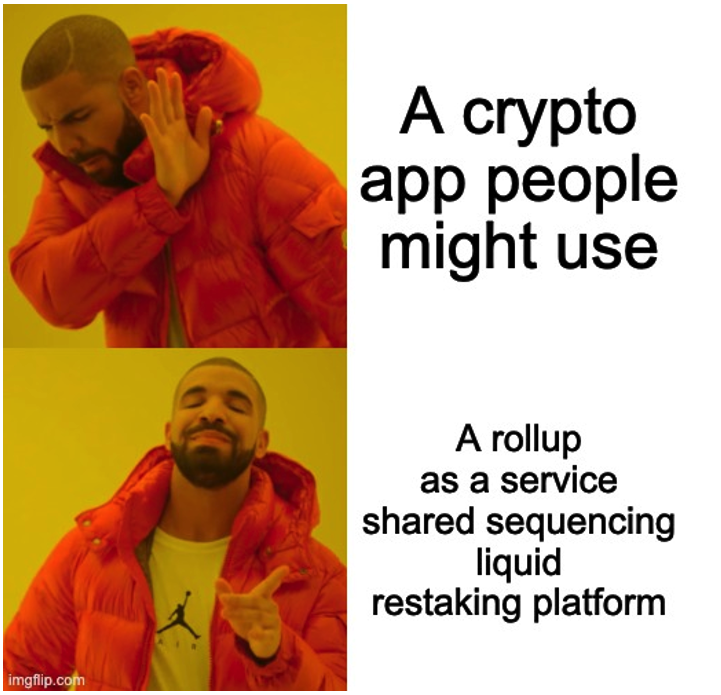 A crypto
app people
might use
A rollup
as a service
shared sequencing
liquid
restaking platform
imgflip.com